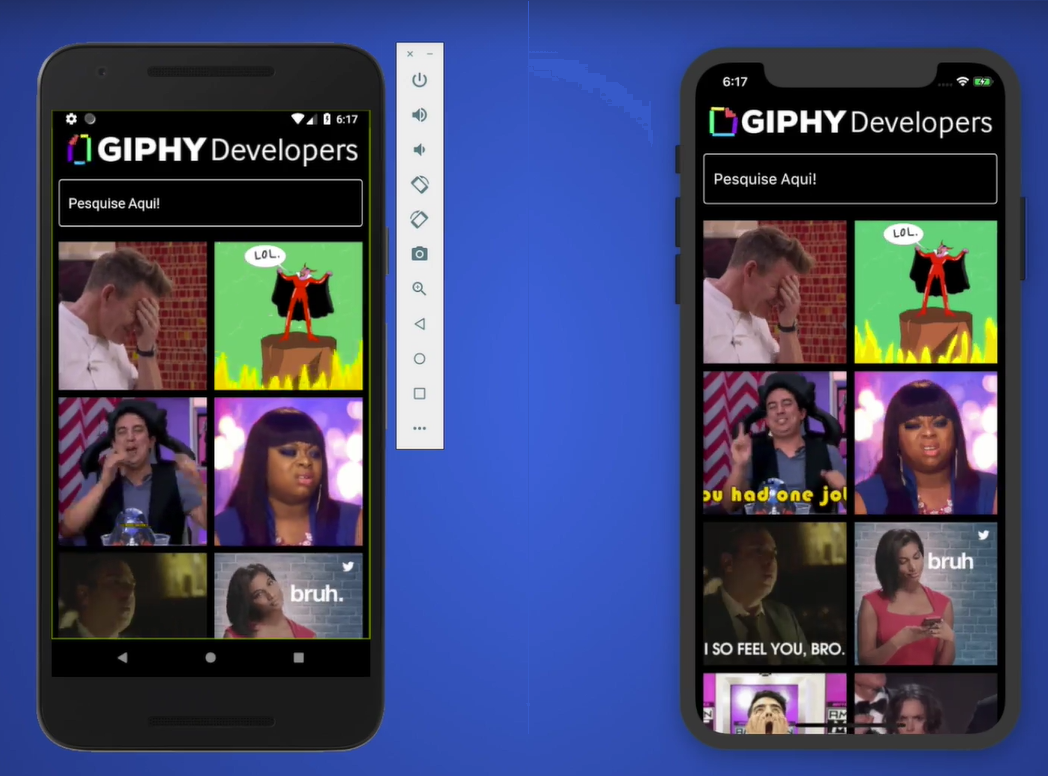 6:17
GIPHY Developers
Pesquise Aqui!
LOL.
bruh.
6:17
GIPHY Developers
Pesquise Aqui!
LOL.
ou had one jo
I SO FEEL YOU, BRO.
bruh